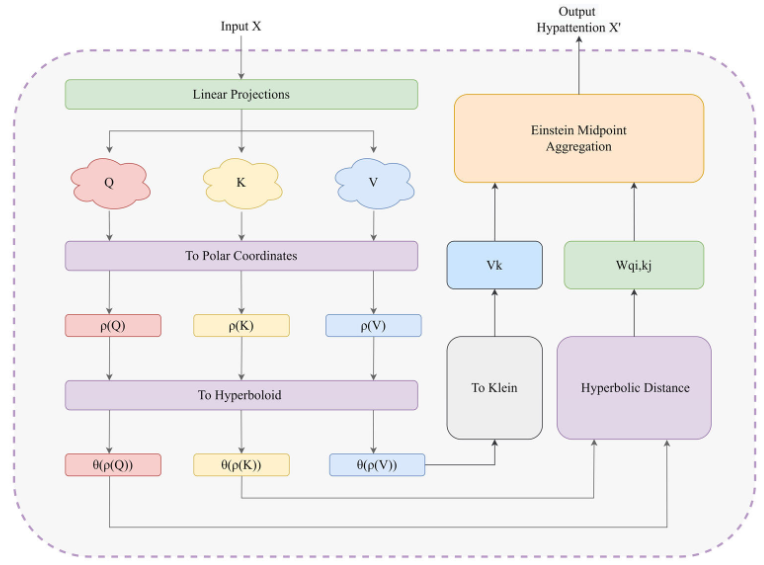 Input X
Output
Hypattention X'
Linear Projections
Einstein Midpoint
Aggregation
Q
K
V
To Polar Coordinates
Vk
Wqi,kj
ρ(Q)
ρ(K)
ρ(V)
To Hyperboloid
To Klein
Hyperbolic Distance
θ(ρ(Q))
θ(ρ(K))
θ(ρ(V))